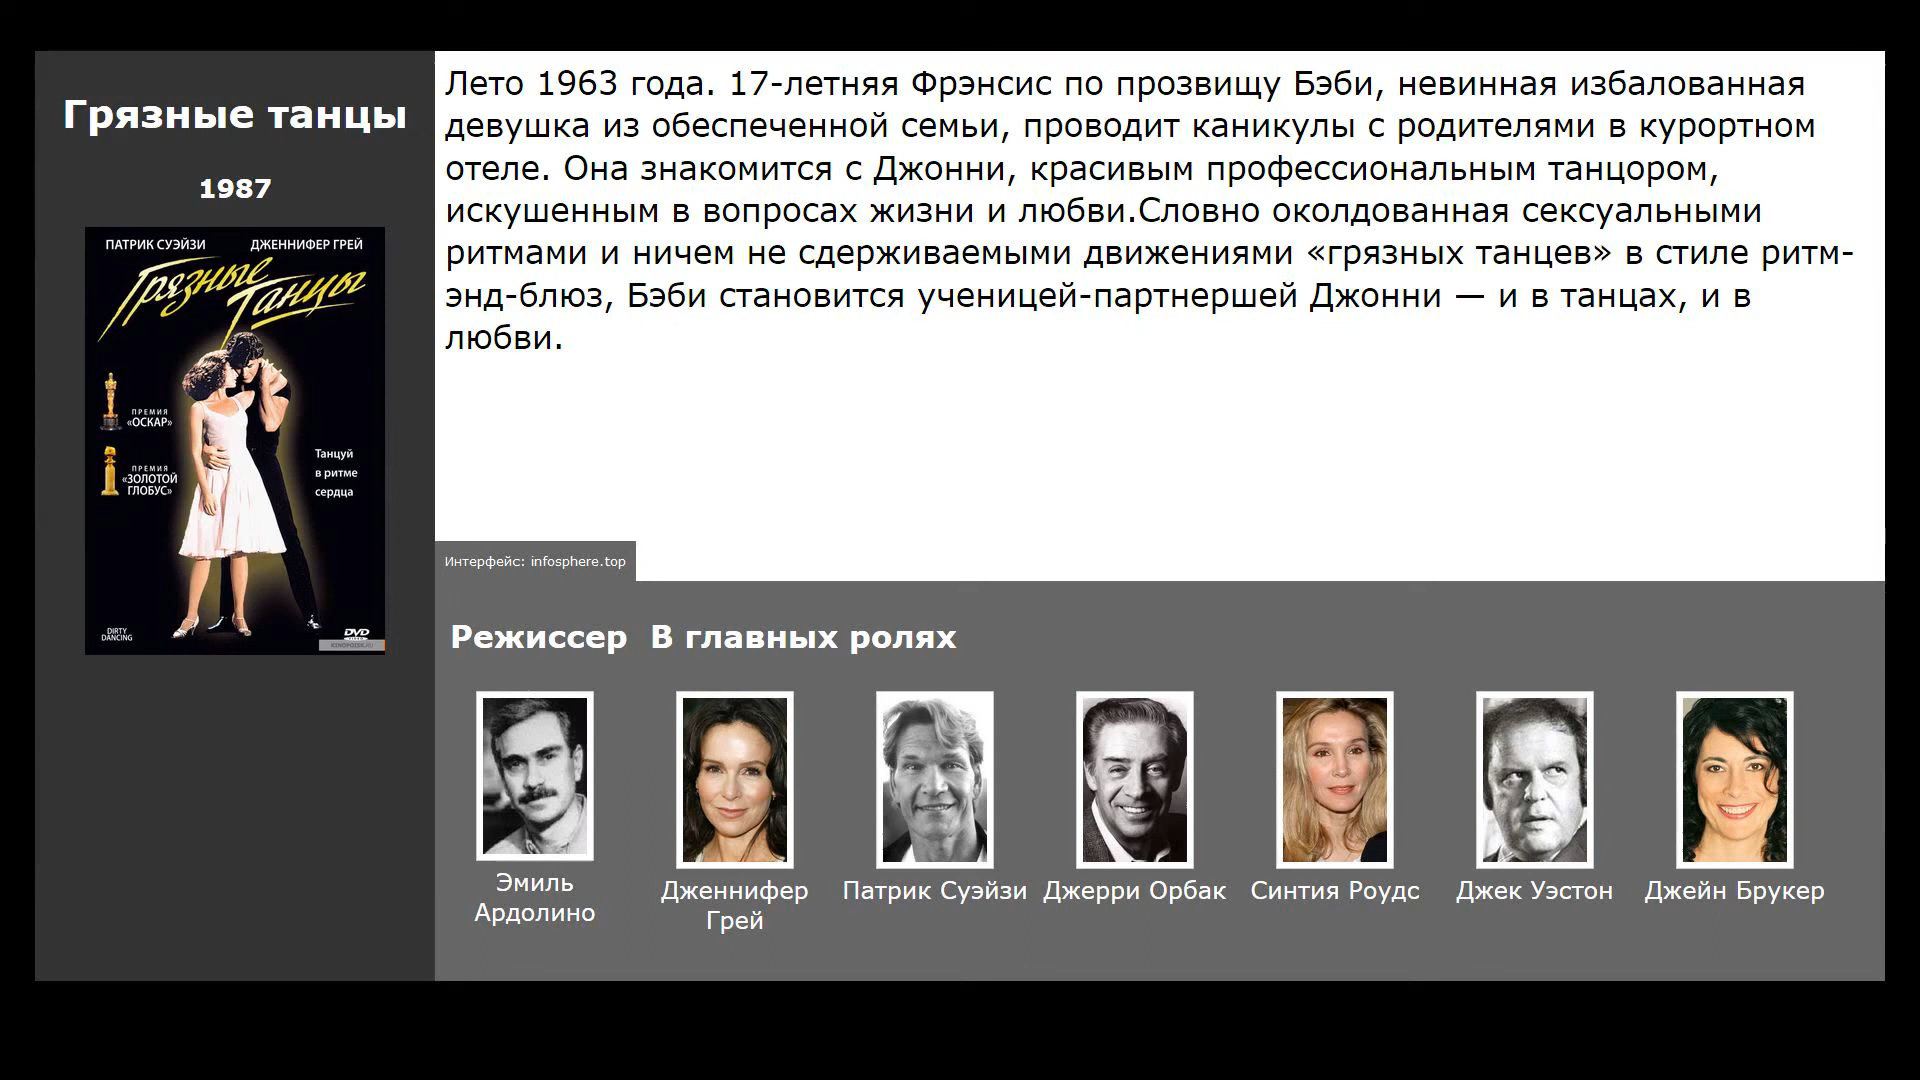 Грязные танцы
1987
ПАТРИК СУЭЙЗИ ДЖЕННИФЕР ГРЕЙ
Грязные
Танцы
ПРЕМИЯ
«ОСКАР»
ПРЕМИЯ
«ЗОЛОТОЙ
ГЛОБУС»
Танцуй
в ритме
сердца
DIRTY
DANCING
DVD
VIDEO
KINOPOISK.RU
Лето 1963 года. 17-летняя Фрэнсис по прозвищу Бэби, невинная избалованная
девушка из обеспеченной семьи, проводит каникулы с родителями в курортном
отеле. Она знакомится с Джонни, красивым профессиональным танцором,
искушенным в вопросах жизни и любви.Словно околдованная сексуальными
ритмами и ничем не сдерживаемыми движениями «грязных танцев» в стиле ритм-
энд-блюз, Бэби становится ученицей-партнершей Джонни — и в танцах, и в
любви.
Интерфейс: infosphere.top
Режиссер В главных ролях
Эмиль
Ардолино
Дженнифер
Грей
Патрик Суэйзи
Джерри Орбак
Синтия Роудс
Джек Уэстон
Джейн Брукер